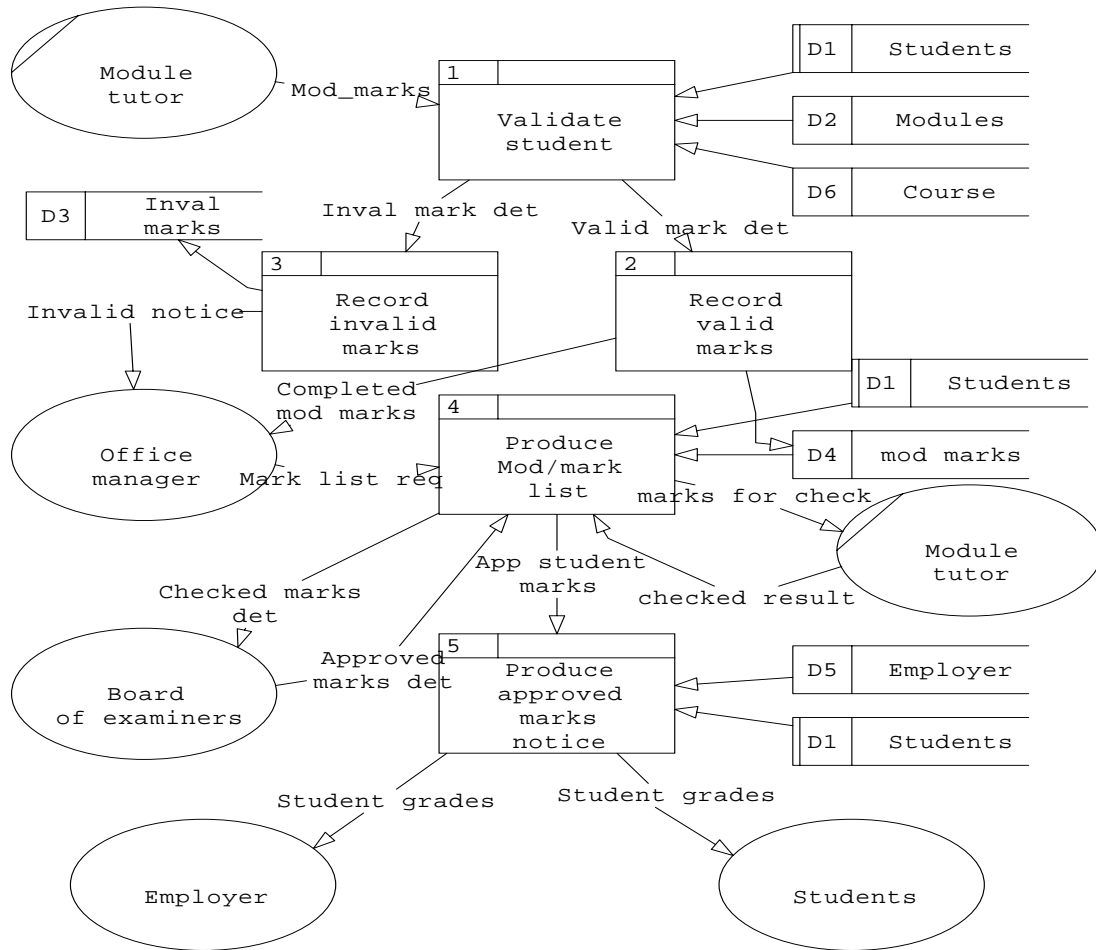 Module
tutor
Mod_marks
1
Validate
student
D1 Students
D2 Modules
D6 Course
D3 Inval
marks
Inval mark det
Valid mark det
3
Record
invalid
marks
2
Record
valid
marks
Invalid notice
Completed
mod marks
D1 Students
Office
manager
Mark list req
4
Produce
Mod/mark
list
D4 mod marks
marks for check
Module
tutor
App student
marks
Checked marks
det
checked result
Approved
marks det
Board
of examiners
5
Produce
approved
marks
notice
D5 Employer
D1 Students
Student grades
Student grades
Employer
Students